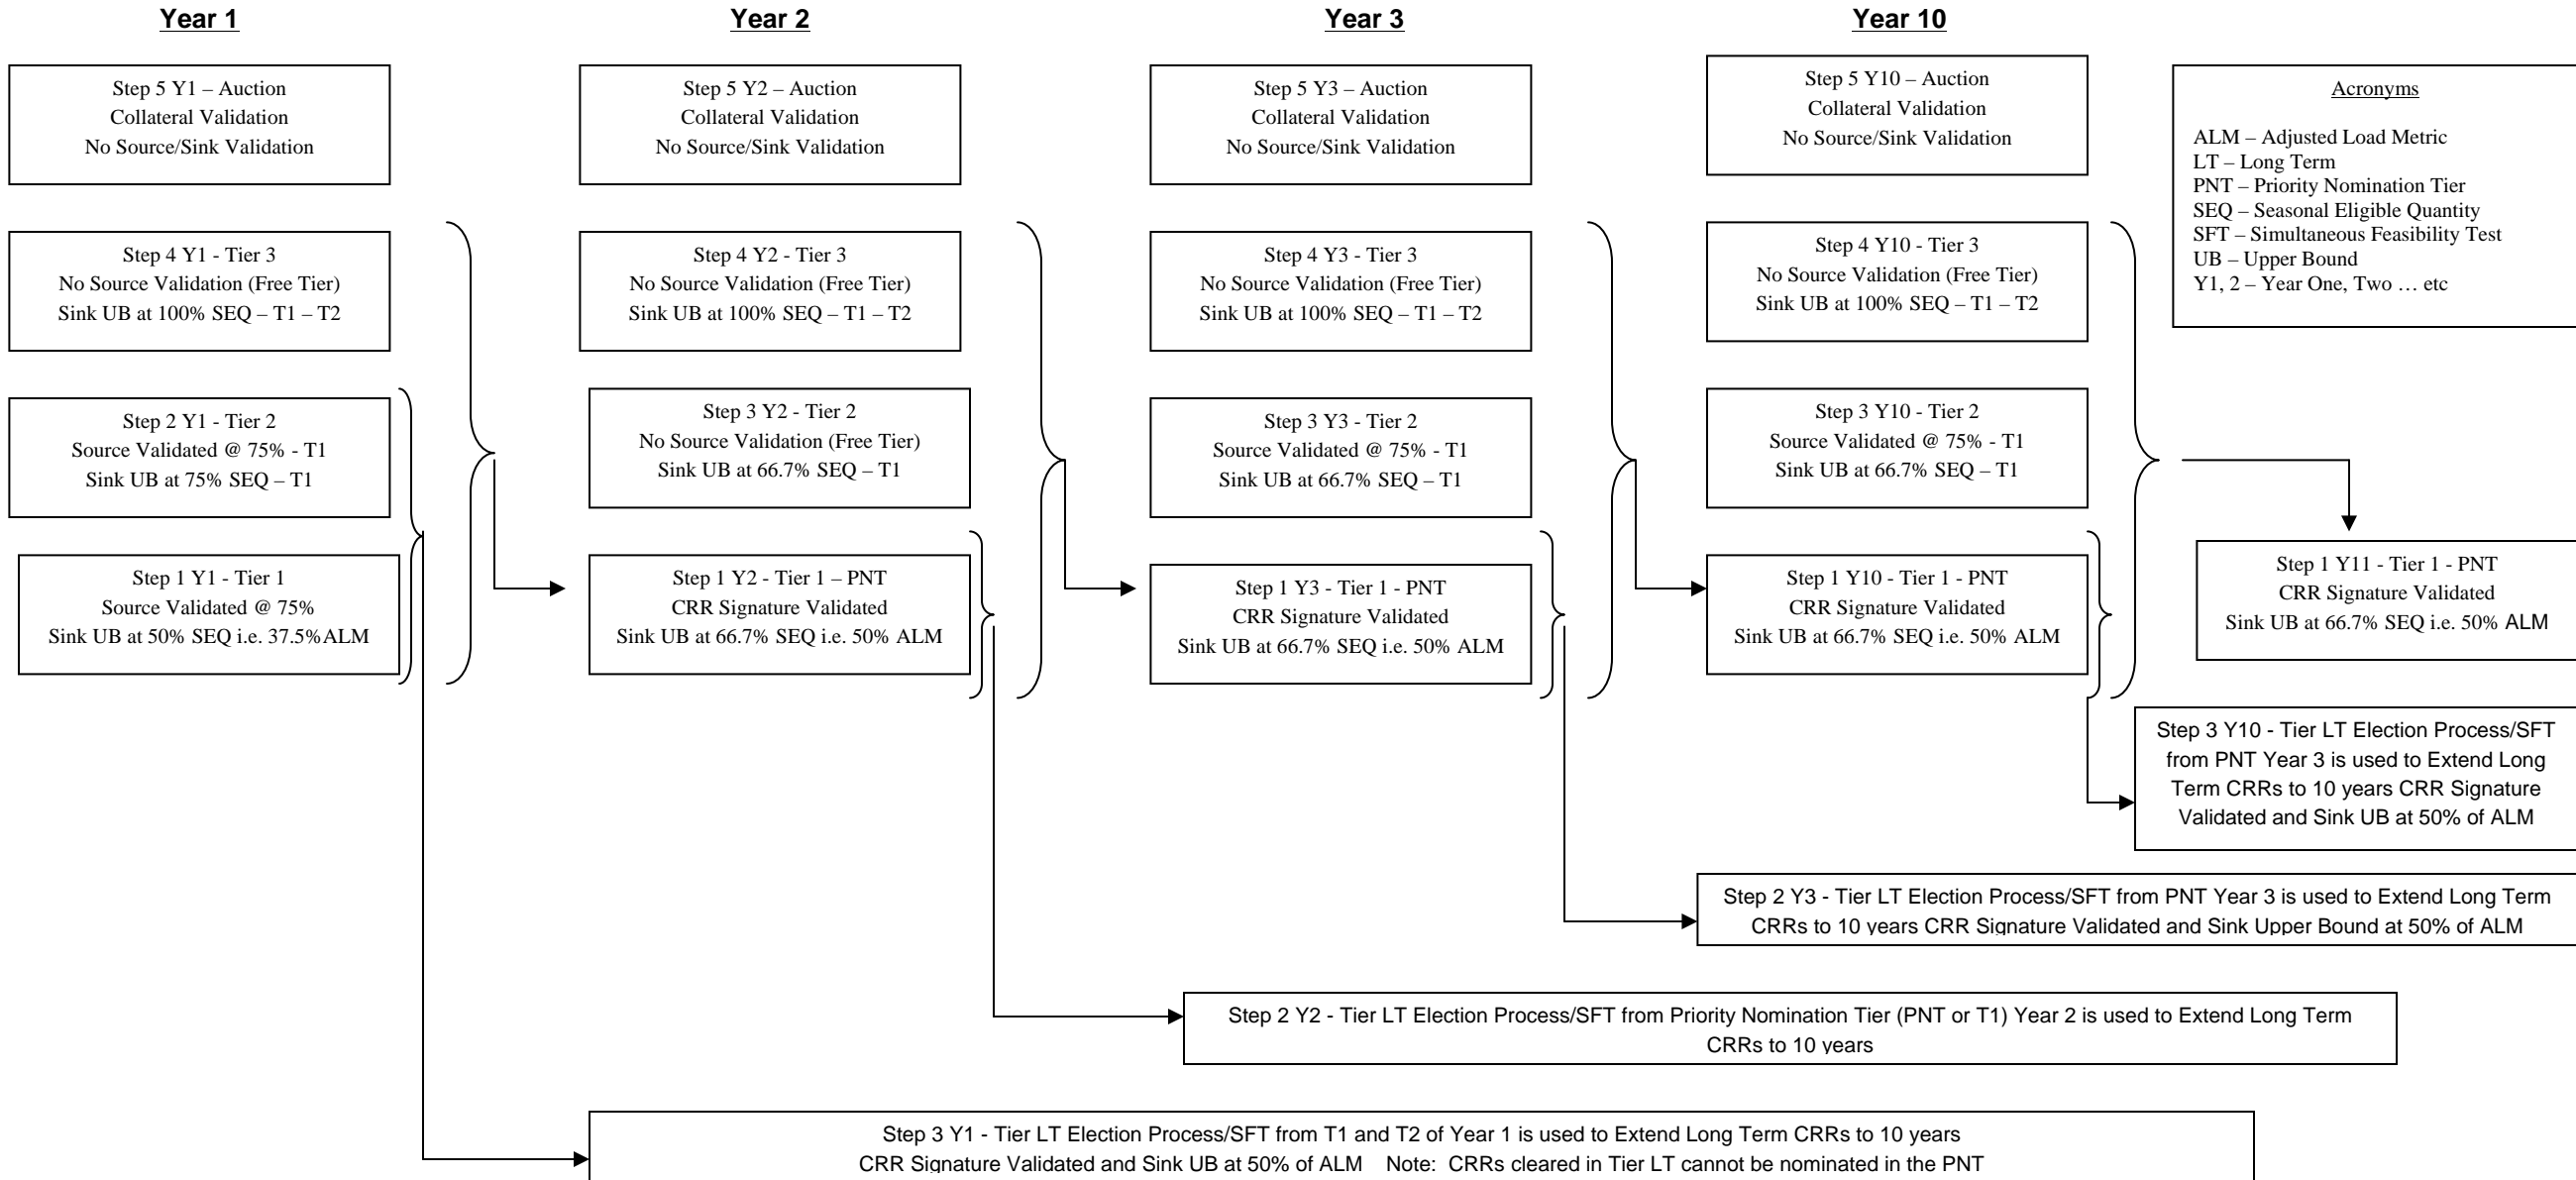 Year 1
Year 2
Year 3
Year 10
Step 5 Y1 – Auction
Collateral Validation
No Source/Sink Validation
Step 5 Y2 – Auction
Collateral Validation
No Source/Sink Validation
Step 5 Y3 – Auction
Collateral Validation
No Source/Sink Validation
Step 5 Y10 – Auction
Collateral Validation
No Source/Sink Validation
Acronyms
ALM – Adjusted Load Metric
LT – Long Term
PNT – Priority Nomination Tier
SEQ – Seasonal Eligible Quantity
SFT – Simultaneous Feasibility Test
UB – Upper Bound
Y1, 2 – Year One, Two … etc
Step 4 Y1 - Tier 3
No Source Validation (Free Tier)
Sink UB at 100% SEQ – T1 – T2
Step 4 Y2 - Tier 3
No Source Validation (Free Tier)
Sink UB at 100% SEQ – T1 – T2
Step 4 Y3 - Tier 3
No Source Validation (Free Tier)
Sink UB at 100% SEQ – T1 – T2
Step 4 Y10 - Tier 3
No Source Validation (Free Tier)
Sink UB at 100% SEQ – T1 – T2
Step 2 Y1 - Tier 2
Source Validated @ 75% - T1
Sink UB at 75% SEQ – T1
Step 3 Y2 - Tier 2
No Source Validation (Free Tier)
Sink UB at 66.7% SEQ – T1
Step 3 Y3 - Tier 2
Source Validated @ 75% - T1
Sink UB at 66.7% SEQ – T1
Step 3 Y10 - Tier 2
Source Validated @ 75% - T1
Sink UB at 66.7% SEQ – T1
Step 1 Y1 - Tier 1
Source Validated @ 75%
Sink UB at 50% SEQ i.e. 37.5%ALM
Step 1 Y2 - Tier 1 – PNT
CRR Signature Validated
Sink UB at 66.7% SEQ i.e. 50% ALM
Step 1 Y3 - Tier 1 - PNT
CRR Signature Validated
Sink UB at 66.7% SEQ i.e. 50% ALM
Step 1 Y10 - Tier 1 - PNT
CRR Signature Validated
Sink UB at 66.7% SEQ i.e. 50% ALM
Step 1 Y11 - Tier 1 - PNT
CRR Signature Validated
Sink UB at 66.7% SEQ i.e. 50% ALM
Step 3 Y10 - Tier LT Election Process/SFT
from PNT Year 3 is used to Extend Long
Term CRRs to 10 years CRR Signature
Validated and Sink UB at 50% of ALM
Step 2 Y3 - Tier LT Election Process/SFT from PNT Year 3 is used to Extend Long Term
CRRs to 10 years CRR Signature Validated and Sink Upper Bound at 50% of ALM
Step 2 Y2 - Tier LT Election Process/SFT from Priority Nomination Tier (PNT or T1) Year 2 is used to Extend Long Term
CRRs to 10 years
Step 3 Y1 - Tier LT Election Process/SFT from T1 and T2 of Year 1 is used to Extend Long Term CRRs to 10 years
CRR Signature Validated and Sink UB at 50% of ALM Note: CRRs cleared in Tier LT cannot be nominated in the PNT